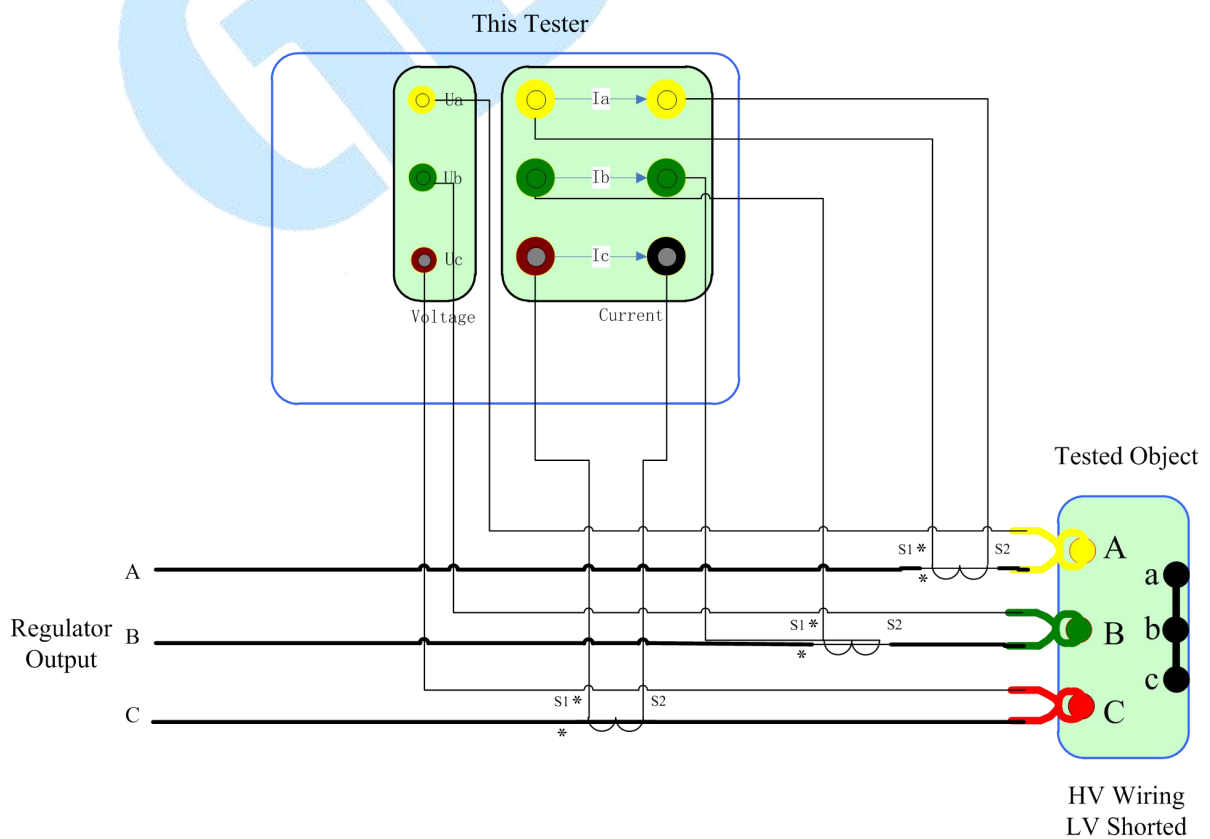 This Tester
Ua
Ia
Ub
Ib
Uc
Ic
Voltage
Current
Tested Object
S1 * S2
A
*
A
a
Regulator
Output
B
S1 * S2
*
B
b
c
S1 * S2
C
*
C
HV Wiring
LV Shorted